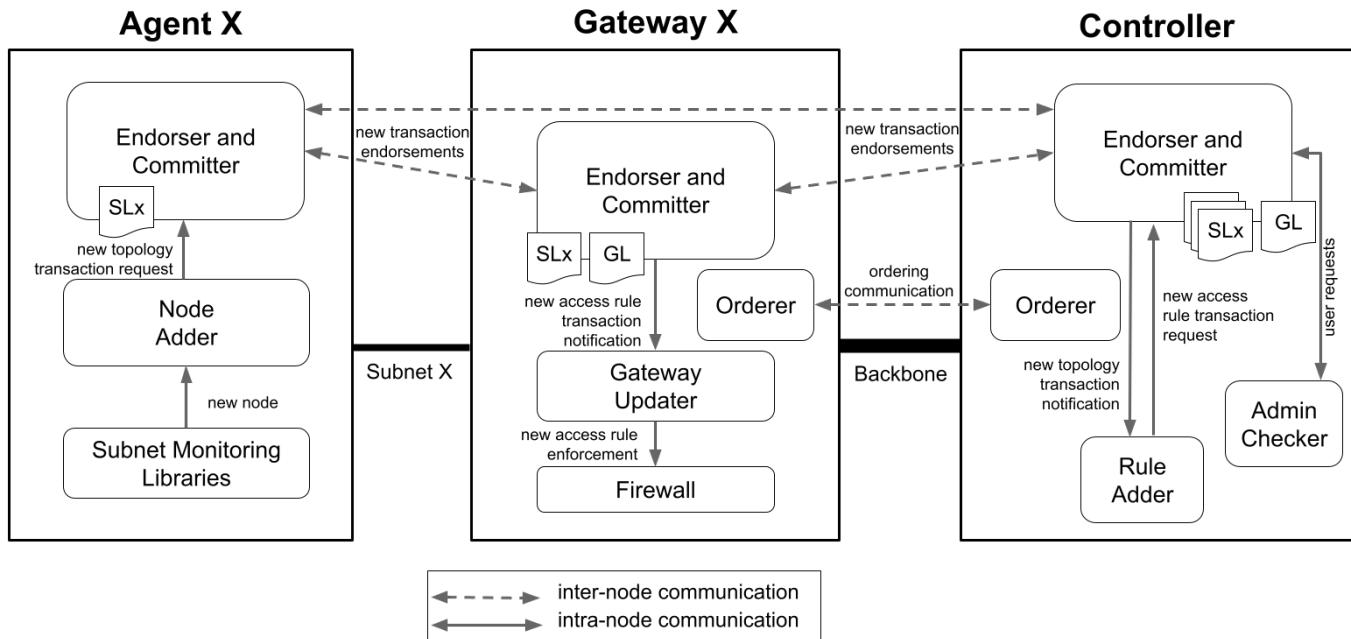 Agent X
Gateway X
Controller
Endorser and
Committer
SLx
new topology
transaction request
Node
Adder
new node
Subnet Monitoring
Libraries
new transaction
endorsements
Subnet X
Endorser and
Committer
SLx
GL
new access rule
transaction
notification
Orderer
Gateway
Updater
new access rule
enforcement
Firewall
new transaction
endorsements
ordering
communication
Backbone
Endorser and
Committer
SLx
GL
Orderer
new access
rule transaction
request
user requests
new topology
transaction
notification
Rule
Adder
Admin
Checker
inter-node communication
intra-node communication